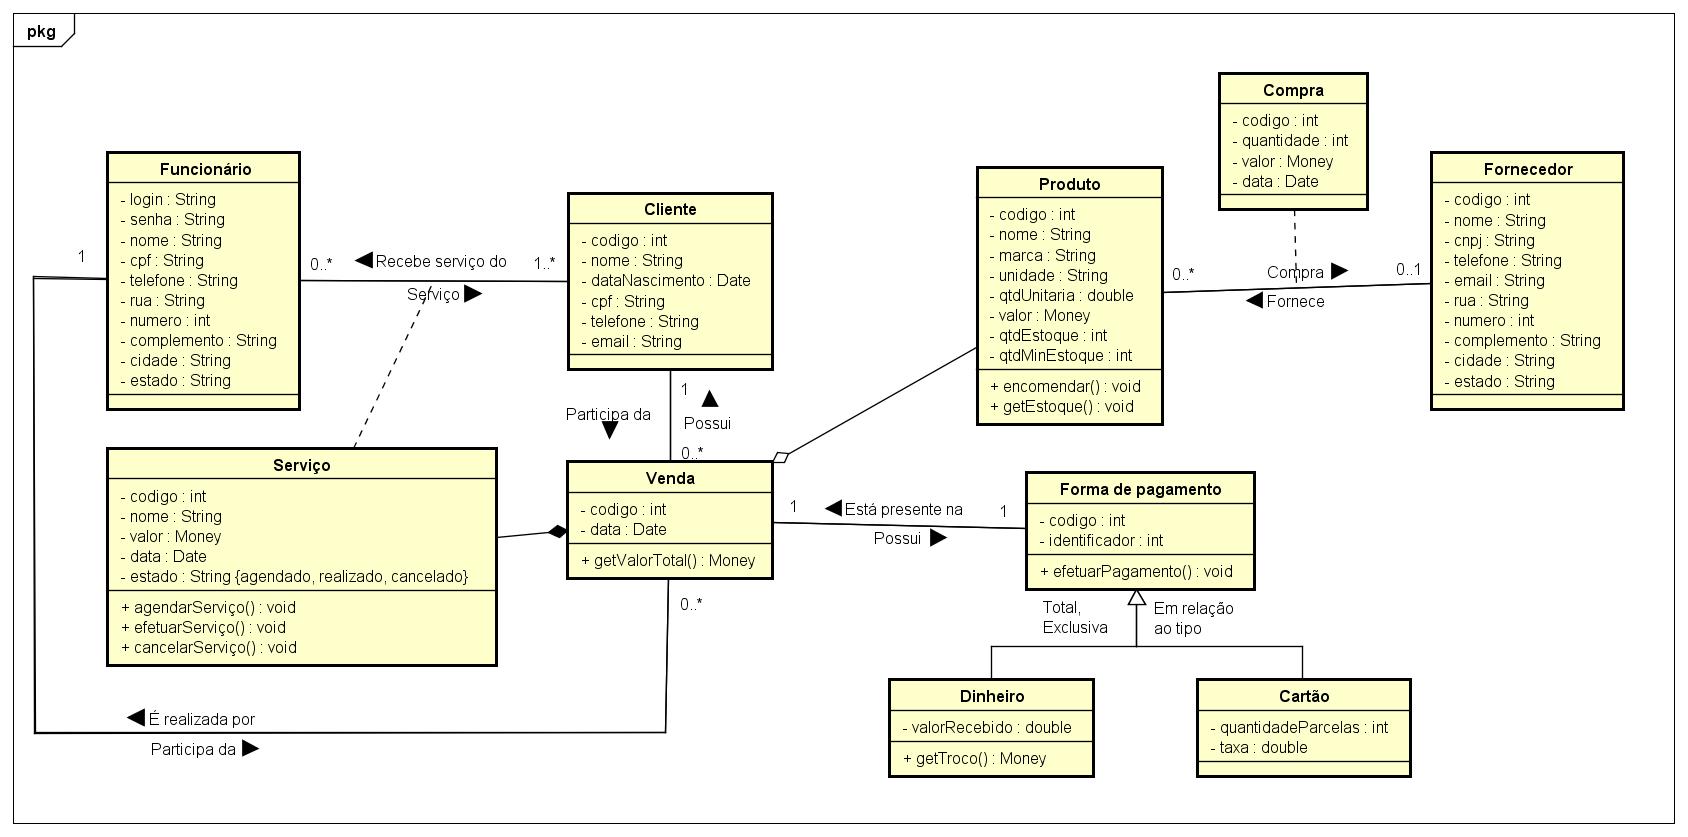 pkg
Funcionário
- login : String
- senha : String
- nome : String
- cpf : String
- telefone : String
- rua : String
- numero : int
- complemento : String
- cidade : String
- estado : String
1
0..*
Recebe serviço do
1..*
Serviço
Cliente
- codigo : int
- nome : String
- dataNascimento : Date
- cpf : String
- telefone : String
- email : String
Produto
- codigo : int
- nome : String
- marca : String
- unidade : String
- qtdUnitaria : double
- valor : Money
- qtdEstoque : int
- qtdMinEstoque : int
+ encomendar() : void
+ getEstoque() : void
Compra
- codigo : int
- quantidade : int
- valor : Money
- data : Date
0..*
Compra
0..1
Fornece
Fornecedor
- codigo : int
- nome : String
- cnpj : String
- telefone : String
- email : String
- rua : String
- numero : int
- complemento : String
- cidade : String
- estado : String
1
Participa da
Possui
0..*
Serviço
- codigo : int
- nome : String
- valor : Money
- data : Date
- estado : String {agendado, realizado, cancelado}
+ agendarServiço() : void
+ efetuarServiço() : void
+ cancelarServiço() : void
Venda
- codigo : int
- data : Date
+ getValorTotal() : Money
1
Está presente na
1
Possui
Forma de pagamento
- codigo : int
- identificador : int
+ efetuarPagamento() : void
0..*
Total,
Exclusiva
Em relação
ao tipo
É realizada por
Participa da
Dinheiro
- valorRecebido : double
+ getTroco() : Money
Cartão
- quantidadeParcelas : int
- taxa : double